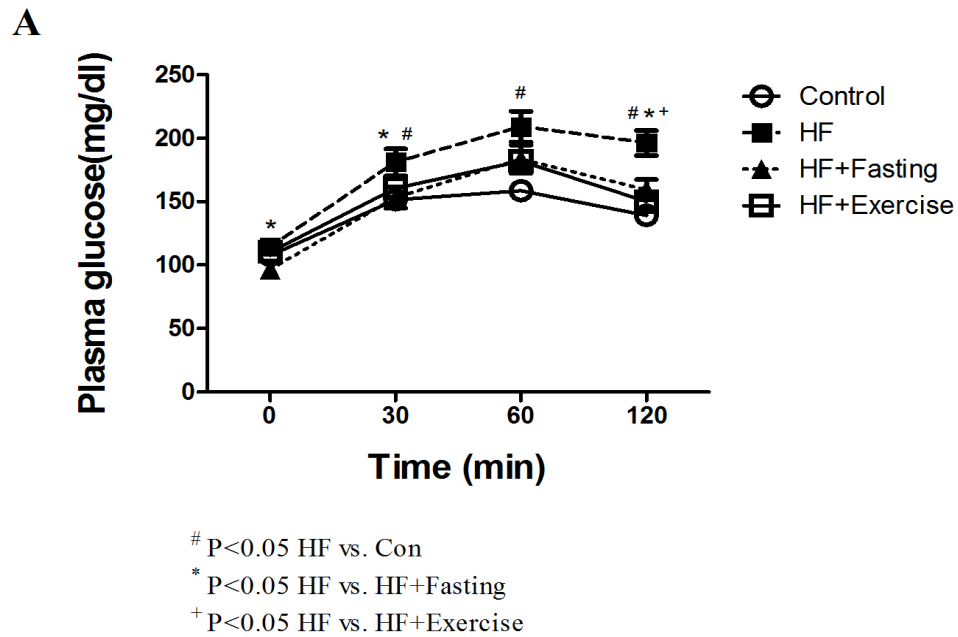 A
Plasma glucose(mg/dl)
250
200
150
100
50
0
* 
* #
#
# * +
0 30 60 120
Time (min)
Control
HF
HF+Fasting
HF+Exercise
# P<0.05 HF vs. Con
* P<0.05 HF vs. HF+Fasting
+ P<0.05 HF vs. HF+Exercise